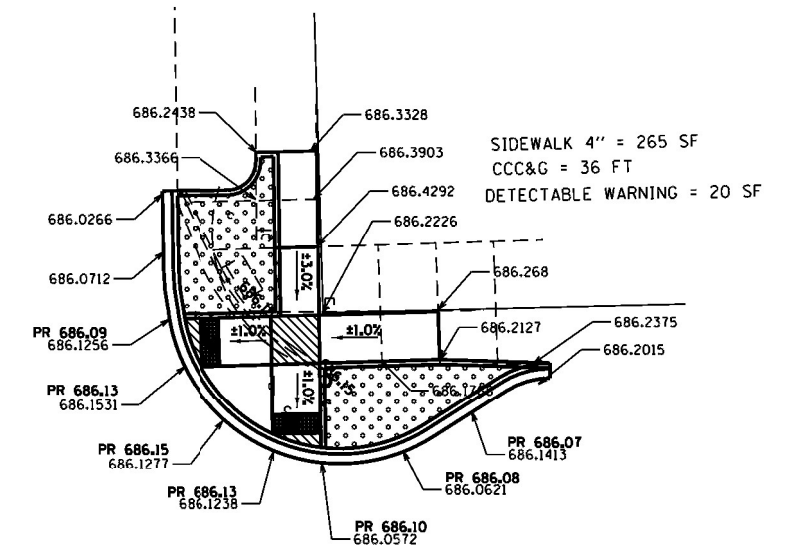 686.2438
686.3328
SIDEWALK 4" = 265 SF
686.3366
686.3903
CCC&G = 36 FT
686.4292
DETECTABLE WARNING = 20 SF
686.0266
686.2226
686.0712
±3.0%
686.268
PR 686.09
686.1256
±1.0%
±1.0%
686.2127
686.2375
686.2015
PR 686.13
686.1531
±1.0%
PR 686.15
686.1277
PR 686.07
686.1413
PR 686.08
686.0621
PR 686.13
686.1238
PR 686.10
686.0572